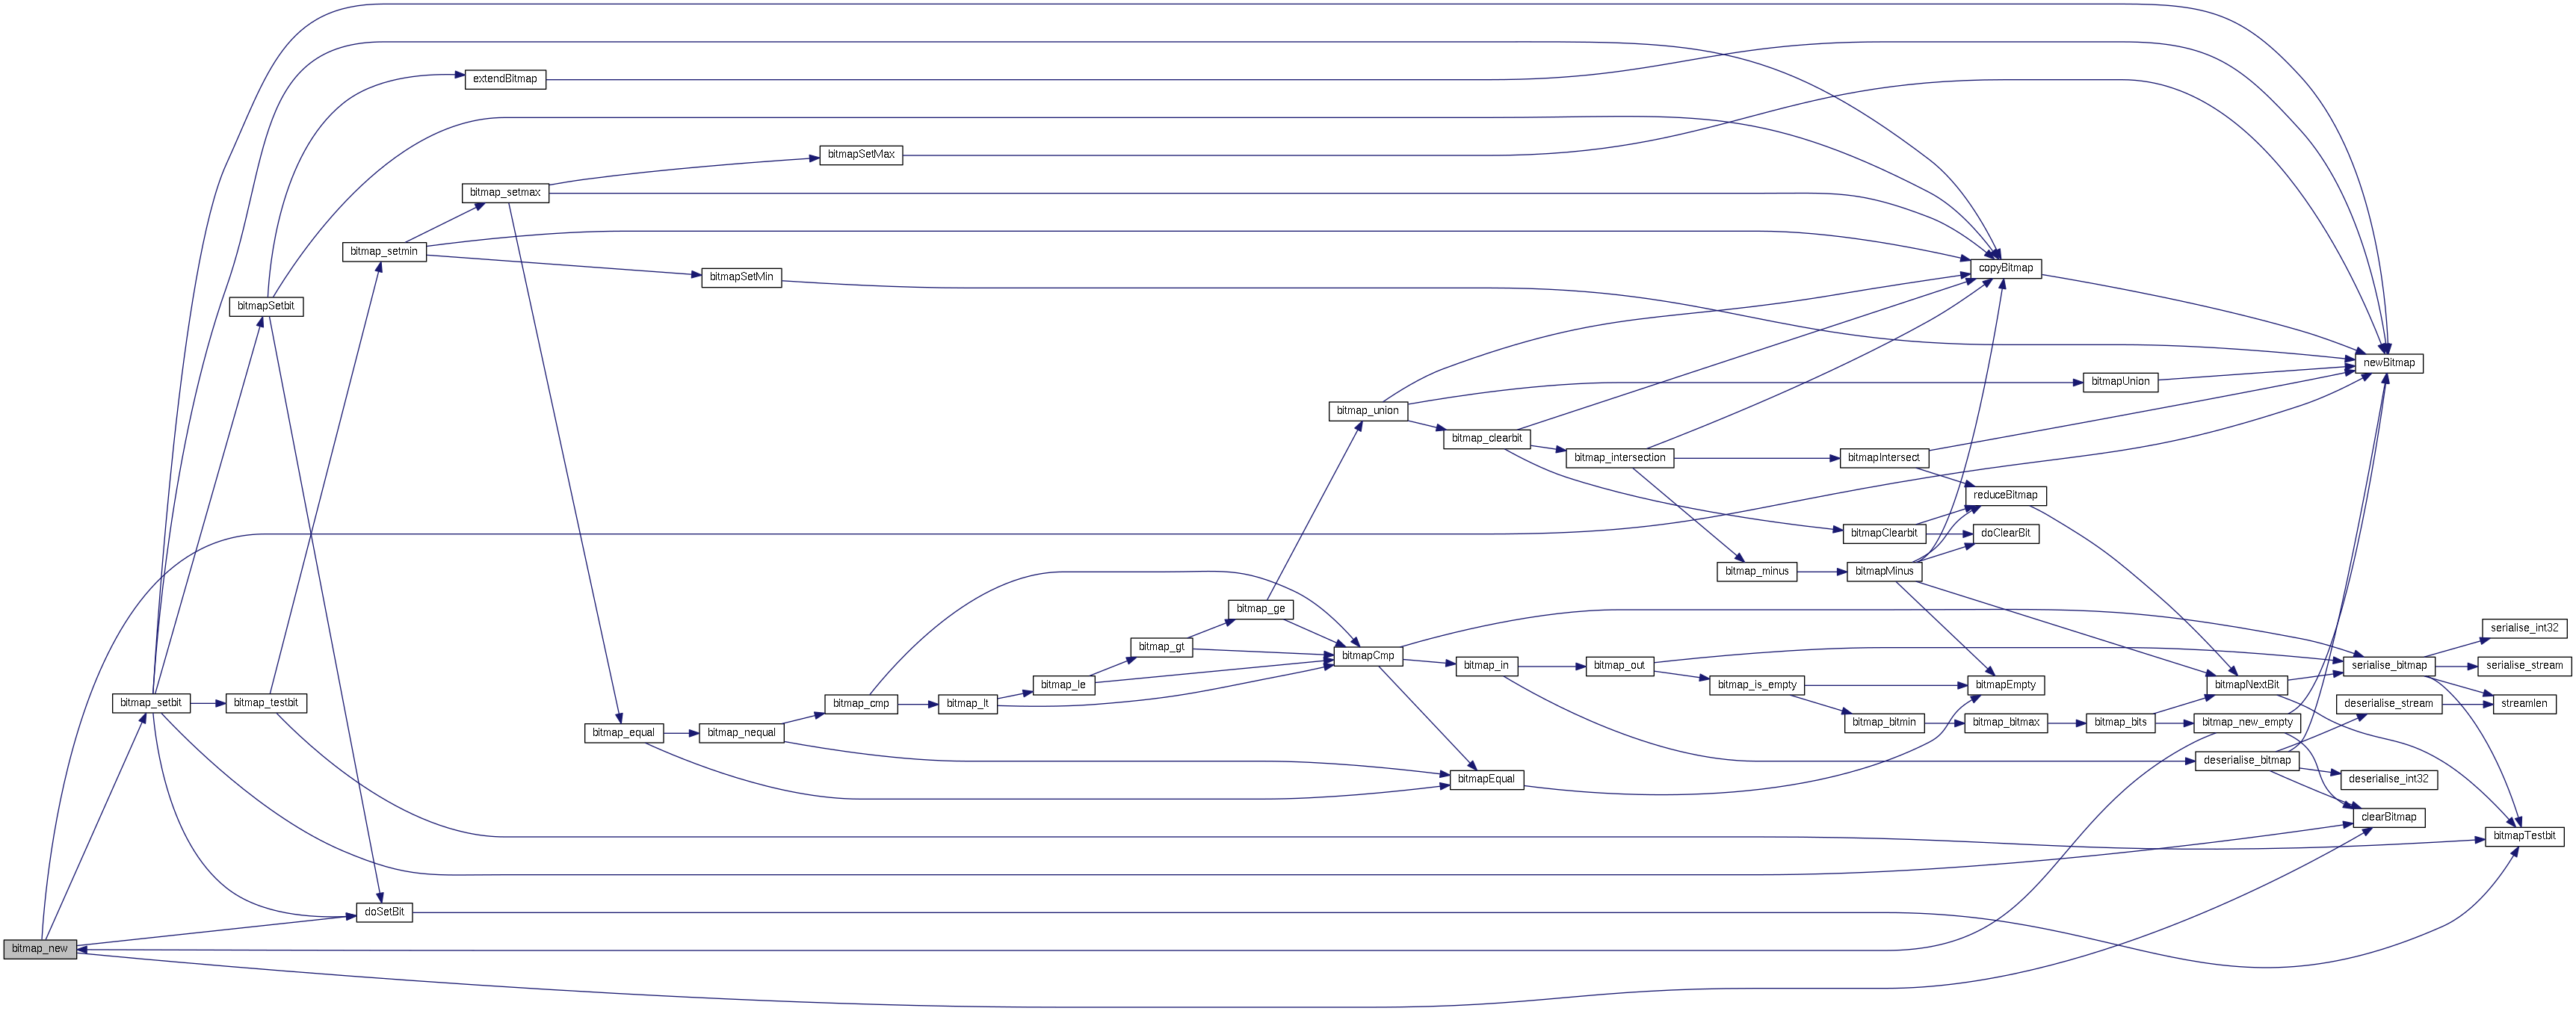 extendBitmap
bitmapSetMax
bitmap_setmax
bitmap_setmin
copyBitmap
bitmapSetMin
bitmapSetbit
newBitmap
bitmapUnion
bitmap_union
bitmap_clearbit
bitmap_intersection
bitmapIntersect
reduceBitmap
bitmapClearbit
doClearBit
bitmap_minus
bitmapMinus
bitmap_ge
serialise_int32
bitmap_gt
bitmapCmp
bitmap_in
bitmap_out
serialise_bitmap
serialise_stream
bitmap_le
bitmap_is_empty
bitmapEmpty
bitmapNextBit
bitmap_setbit
bitmap_testbit
bitmap_cmp
bitmap_lt
deserialise_stream
streamlen
bitmap_bitmin
bitmap_bitmax
bitmap_bits
bitmap_new_empty
bitmap_equal
bitmap_nequal
deserialise_bitmap
bitmapEqual
deserialise_int32
clearBitmap
bitmapTestbit
doSetBit
bitmap_new